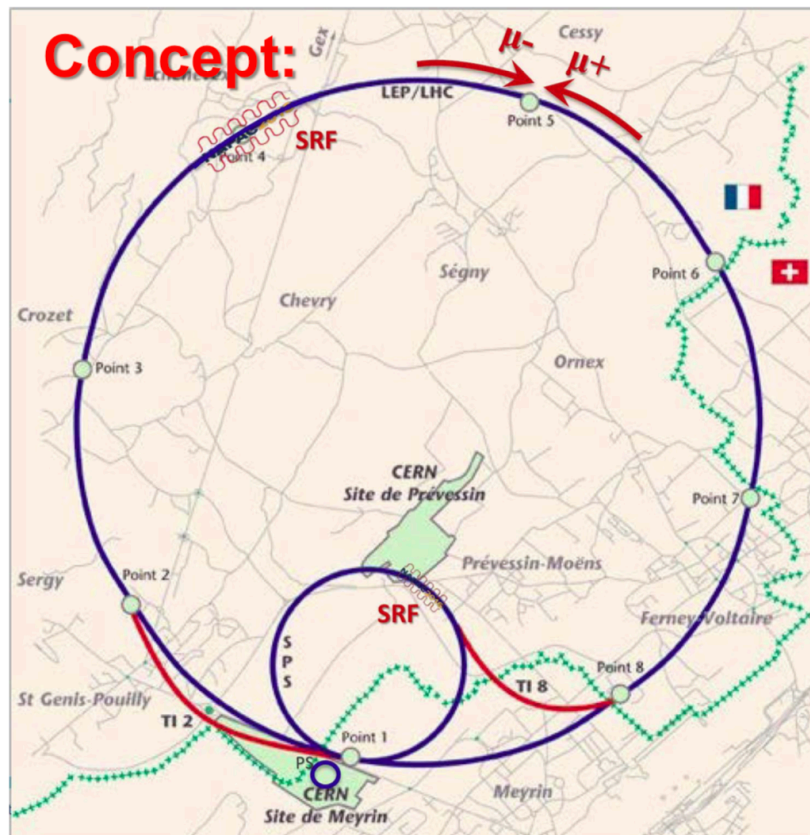 Concept:
Gex
μ-
μ+
Cessy
LEP/LHC
Point 5
SRF
Point 4
Point 6
Ségny
Chevry
Crozet
Ornex
Point 3
CERN
Site de Prévessin
Point 7
Prévessin-Moëns
Sergy
Point 2
SRF
Ferney-Voltaire
S
P
S
Point 8
St Genis-Pouilly
TI 8
TI 2
Point 1
PS
CERN
Site de Meyrin
Meyrin